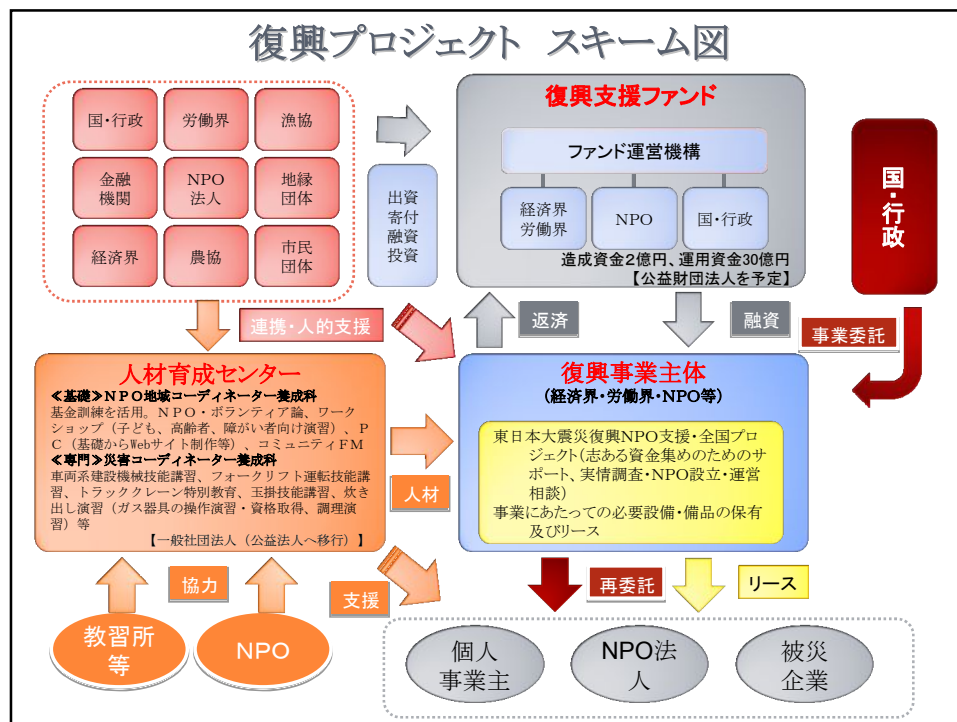 復興プロジェクト　スキーム図
国・行政
労働界
漁協
金融
機関
NPO
法人
地縁
団体
経済界
農協
市民
団体
出資
寄付
融資
投資
復興支援ファンド
ファンド運営機構
経済界
労働界
NPO
国・行政
造成資金２億円、運用資金30億円
【公益財団法人を予定】
国・行政
連携・人的支援
返済
融資
事業委託
人材育成センター
≪基礎≫ＮＰＯ地域コーディネーター養成科
基金訓練を活用。ＮＰＯ・ボランティア論、ワーク
ショップ（子ども、高齢者、障がい者向け演習）、Ｐ
Ｃ（基礎からWebサイト制作等）、コミュニティＦＭ
≪専門≫災害コーディネーター養成科
車両系建設機械技能講習、フォークリフト運転技能講
習、トラッククレーン特別教育、玉掛技能講習、炊き
出し演習（ガス器具の操作演習・資格取得、調理演
習）等
【一般社団法人（公益法人へ移行）】
人材
復興事業主体
（経済界・労働界・NPO等）
東日本大震災復興NPO支援・全国プロ
ジェクト（志ある資金集めのためのサ
ポート、実情調査・NPO設立・運営
相談）
事業にあたっての必要設備・備品の保有
及びリース
協力
支援
再委託
リース
教習所
等
NPO
個人
事業主
NPO法
人
被災
企業